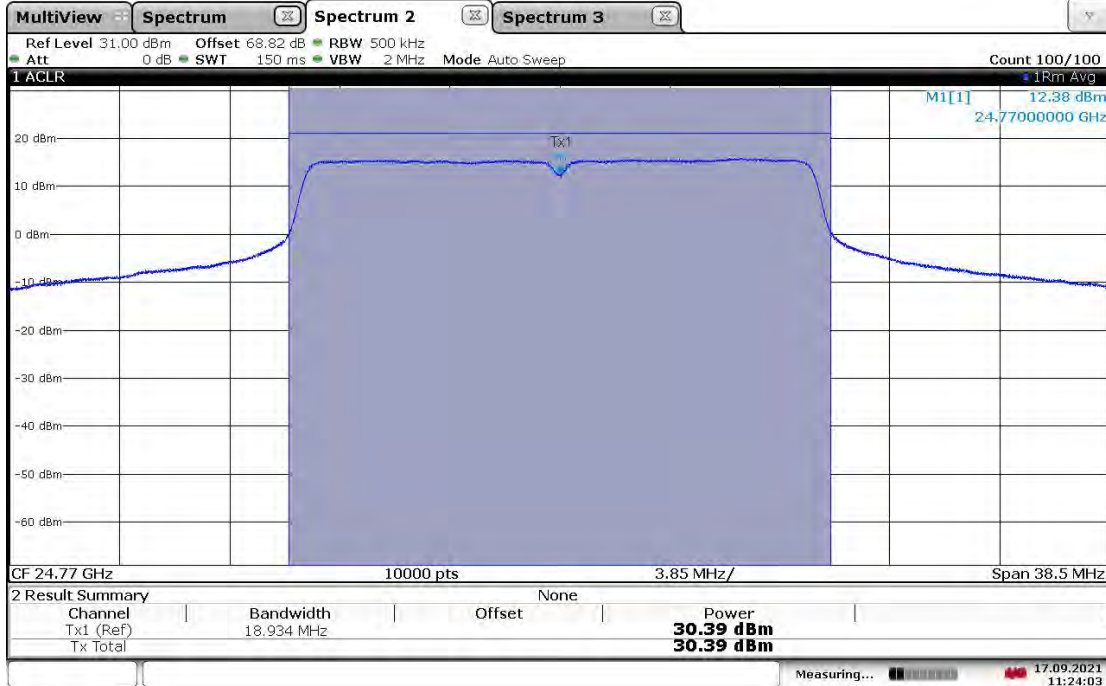 MultiView Spectrum Spectrum 2 Spectrum 3
Ref Level 31.00 dBm Offset 68.82 dB RBW 500 kHz
Att 0 dB SWT 150 ms VBW 2 MHz Mode Auto Sweep Count 100/100
1 ACLR 1Rm Avg
M1[1] 12.38 dBm
24.77000000 GHz
20 dBm
Tx1
10 dBm
0 dBm
-10 dBm
-20 dBm
-30 dBm
-40 dBm
-50 dBm
-60 dBm
CF 24.77 GHz 10000 pts 3.85 MHz/ Span 38.5 MHz
2 Result Summary None
Channel Bandwidth Offset Power
Tx1 (Ref) 18.934 MHz 30.39 dBm
Tx Total 30.39 dBm
Measuring... 17.09.2021
11:24:03